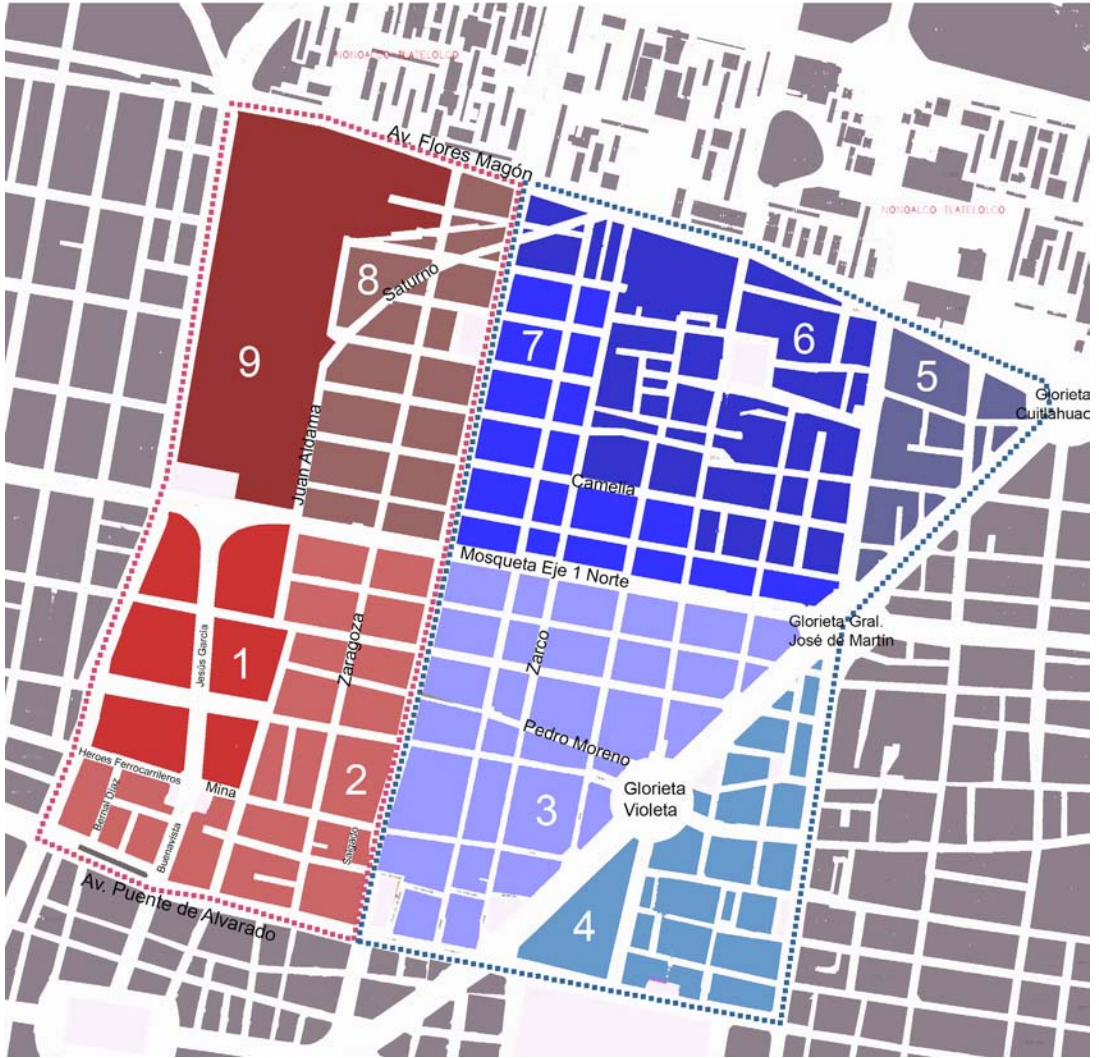 NONOALCO TLATELOLCO
Av. Flores Magón
NONOALCO TLATELOLCO
8
Saturno
7
6
5
9
Glorieta
Cuitlahuac
Juan Aldama
Camelia
Mosqueta Eje 1 Norte
Glorieta Gral.
José de Martín
Zaragoza
Zarco
Jesús García
1
Pedro Moreno
Heroes Ferrocarrileros
Mina
2
Glorieta
Violeta
3
Bernal Díaz
Buenavista
Salgado
4
Av. Puente de Alvarado